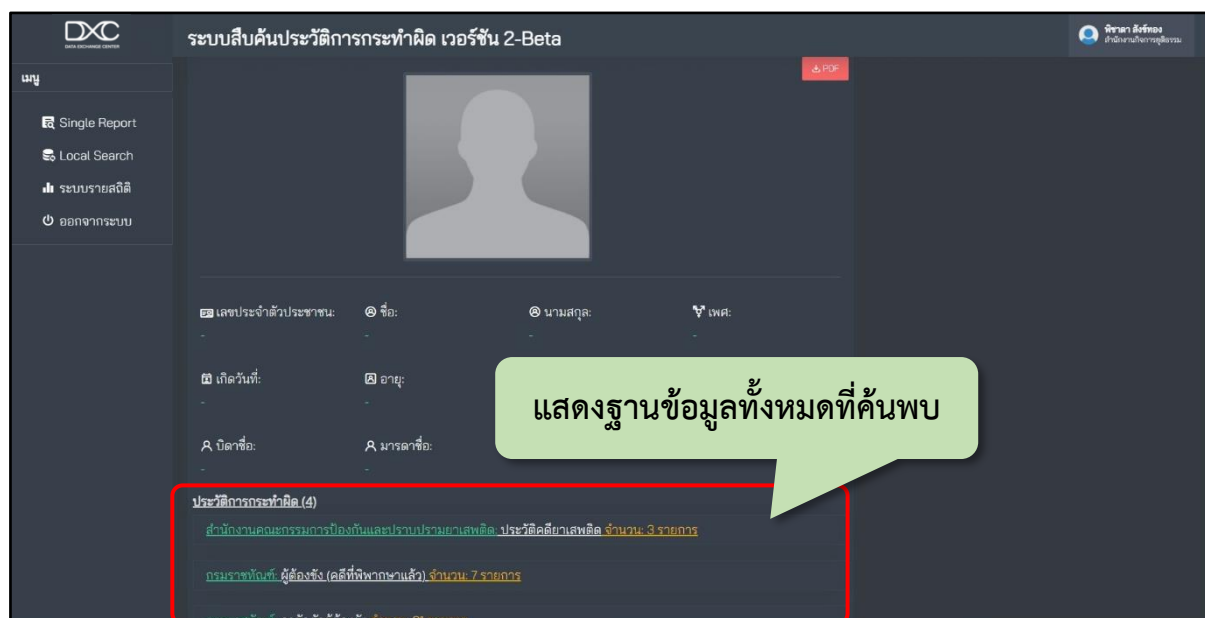 DXC
DATA EXCHANGE CENTER
ระบบสืบค้นประวัติการกระทำผิด เวอร์ชัน 2-Beta
พิชาดา สังข์ทอง
สำนักงานกิจการยุติธรรม
เมนู
PDF
Single Report
Local Search
ระบบรายสถิติ
ออกจากระบบ
เลขประจำตัวประชาชน: ชื่อ: นามสกุล: เพศ:
- - - -
เกิดวันที่: อายุ:
- -
แสดงฐานข้อมูลทั้งหมดที่ค้นพบ
บิดาชื่อ: มารดาชื่อ:
- -
ประวัติการกระทำผิด (4)
สำนักงานคณะกรรมการป้องกันและปราบปรามยาเสพติด: ประวัติคดียาเสพติด จำนวน: 3 รายการ
กรมราชทัณฑ์: ผู้ต้องขัง (คดีที่พิพากษาแล้ว) จำนวน: 7 รายการ